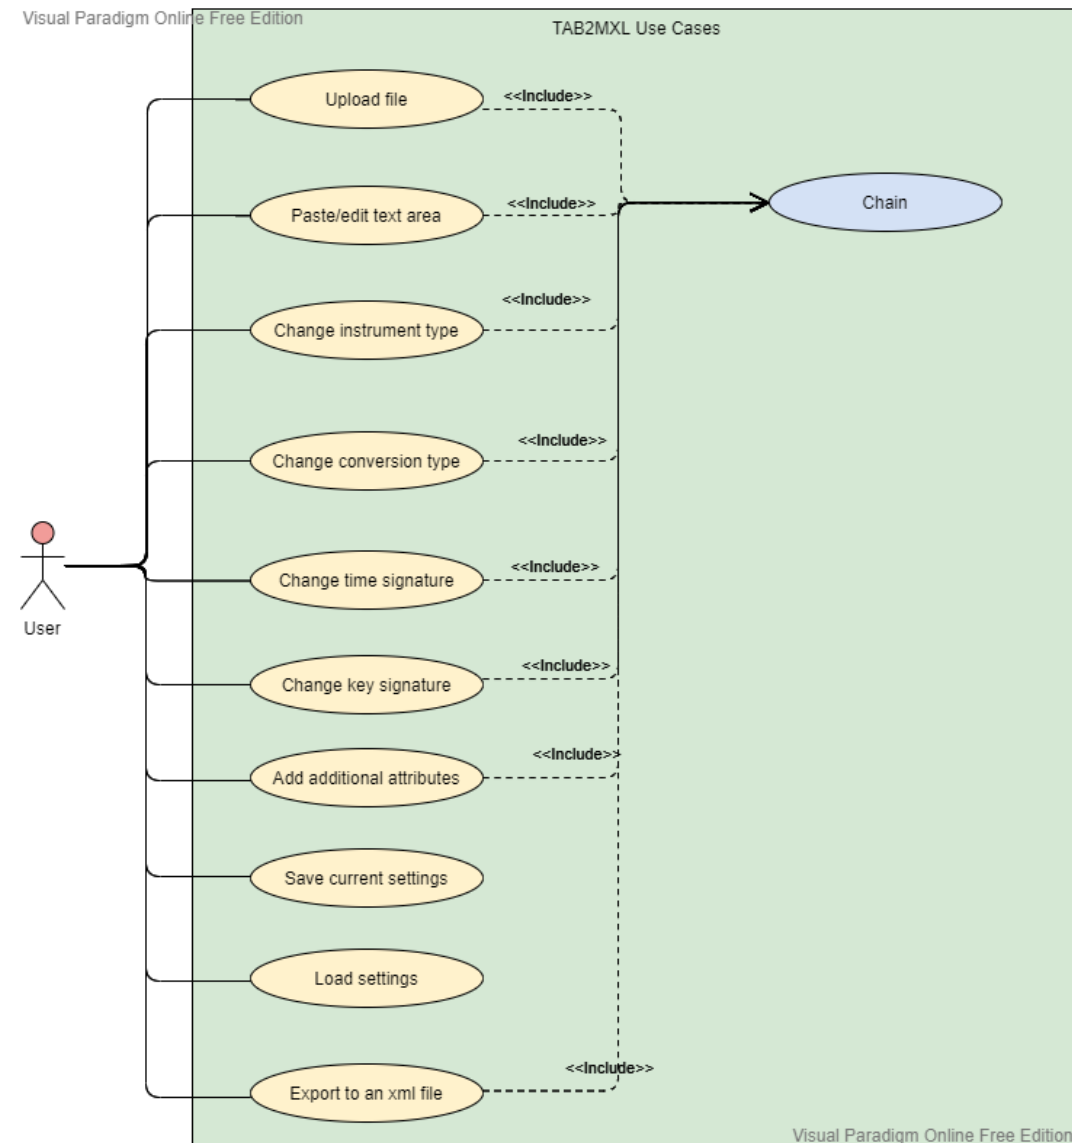 Visual Paradigm Online Free Edition
TAB2MXL Use Cases
Upload file
<<Include>>
Paste/edit text area
<<Include>>
Chain
Change instrument type
<<Include>>
Change conversion type
<<Include>>
Change time signature
<<Include>>
User
Change key signature
<<Include>>
Add additional attributes
<<Include>>
Save current settings
Load settings
Export to an xml file
<<Include>>
Visual Paradigm Online Free Edition